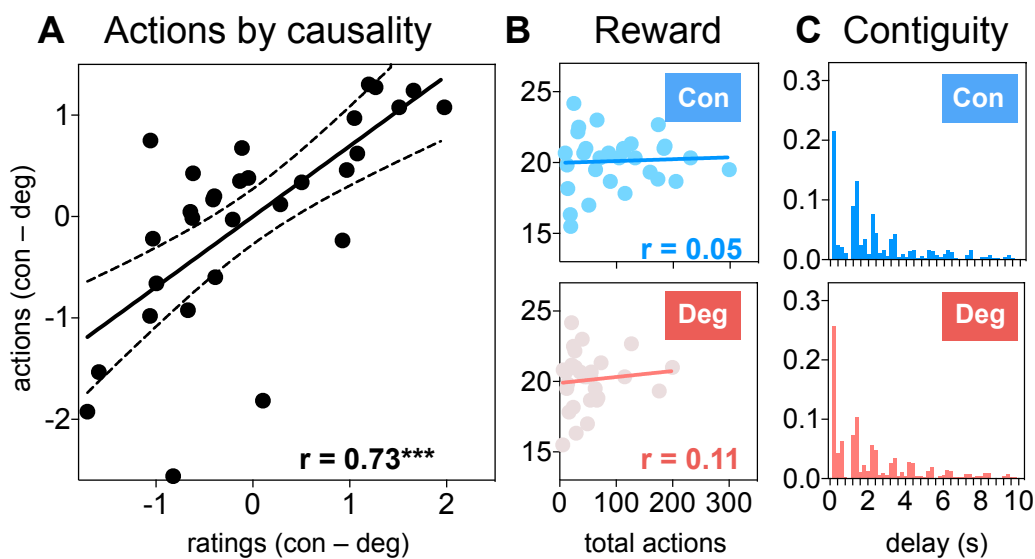 A Actions by causality
B Reward
C Contiguity
actions (con – deg)
1
0
-1
-2
r = 0.73***
-1 0 1 2
ratings (con – deg)
25
20
15
Con
r = 0.05
25
20
15
Deg
r = 0.11
0 100 200 300
total actions
0.3
0.2
0.1
0.0
Con
0.3
0.2
0.1
0.0
Deg
0 2 4 6 8 10
delay (s)